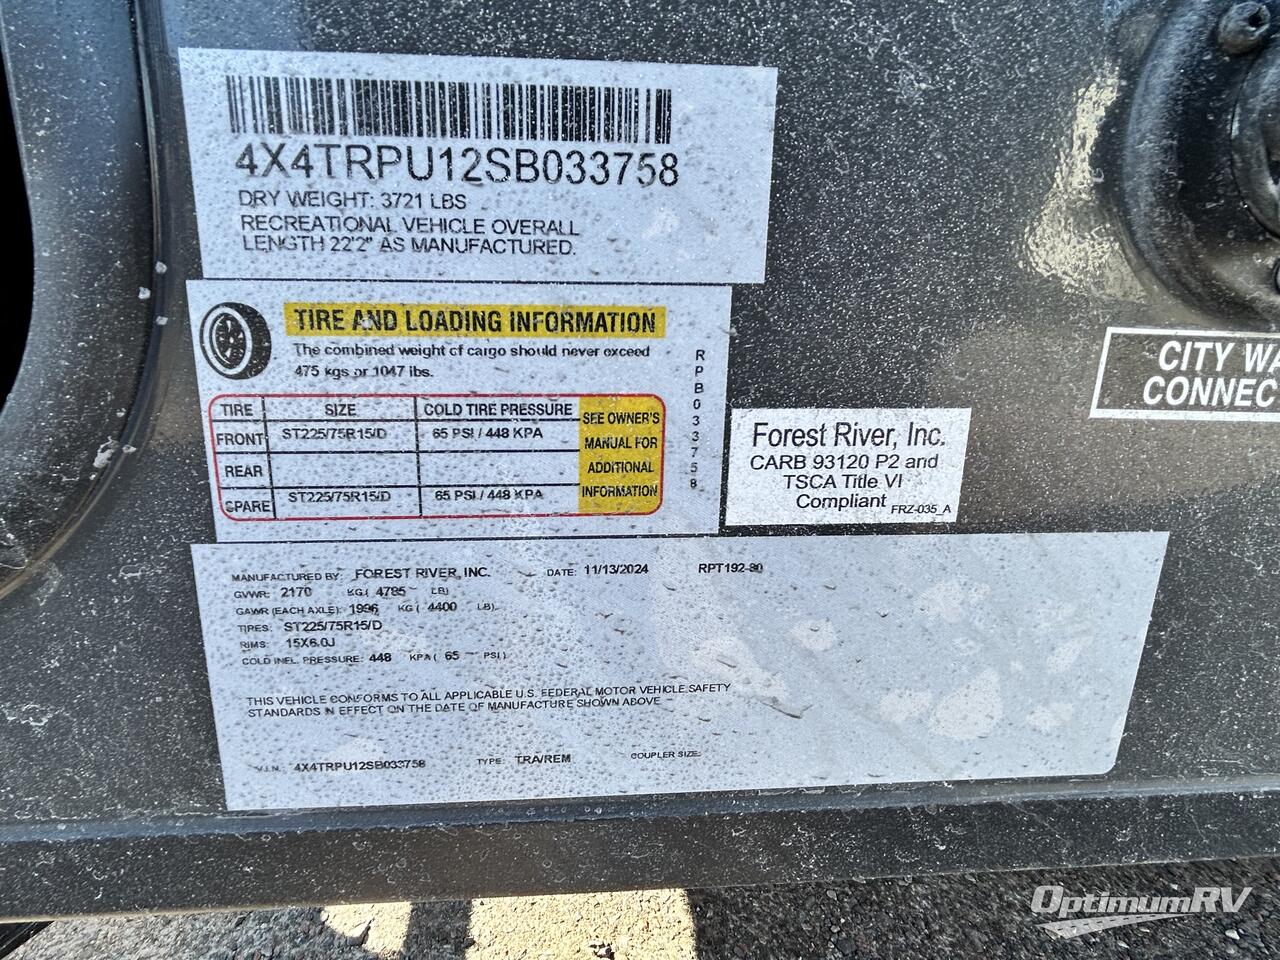 4X4TRPU12SB033758
DRY WEIGHT: 3721 LBS
RECREATIONAL VEHICLE OVERALL
LENGTH 22'2" AS MANUFACTURED.
TIRE AND LOADING INFORMATION
The combined weight of cargo should never exceed
475 kgs or 1047 lbs.
TIRE SIZE COLD TIRE PRESSURE
FRONT ST225/75R15/D 65 PSI / 448 KPA
REAR
SPARE ST225/75R15/D 65 PSI / 448 KPA
SEE OWNER'S
MANUAL FOR
ADDITIONAL
INFORMATION
RPB033758
CITY WA
CONNEC
Forest River, Inc.
CARB 93120 P2 and
TSCA Title VI
Compliant FRZ-035_A
MANUFACTURED BY: FOREST RIVER, INC. DATE: 11/13/2024 RPT192-80
GVWR: 2170 KG ( 4785 LB)
GAWR (EACH AXLE): 1996 KG ( 4400 LB).
TIRES: ST225/75R15/D
RIMS: 15X6.0J
COLD INFL. PRESSURE: 448 KPA ( 65 PSI.)
THIS VEHICLE CONFORMS TO ALL APPLICABLE U.S. FEDERAL MOTOR VEHICLE SAFETY
STANDARDS IN EFFECT ON THE DATE OF MANUFACTURE SHOWN ABOVE
V.I.N.: 4X4TRPU12SB033758 TYPE: TRA/REM COUPLER SIZE:
OptimumRV